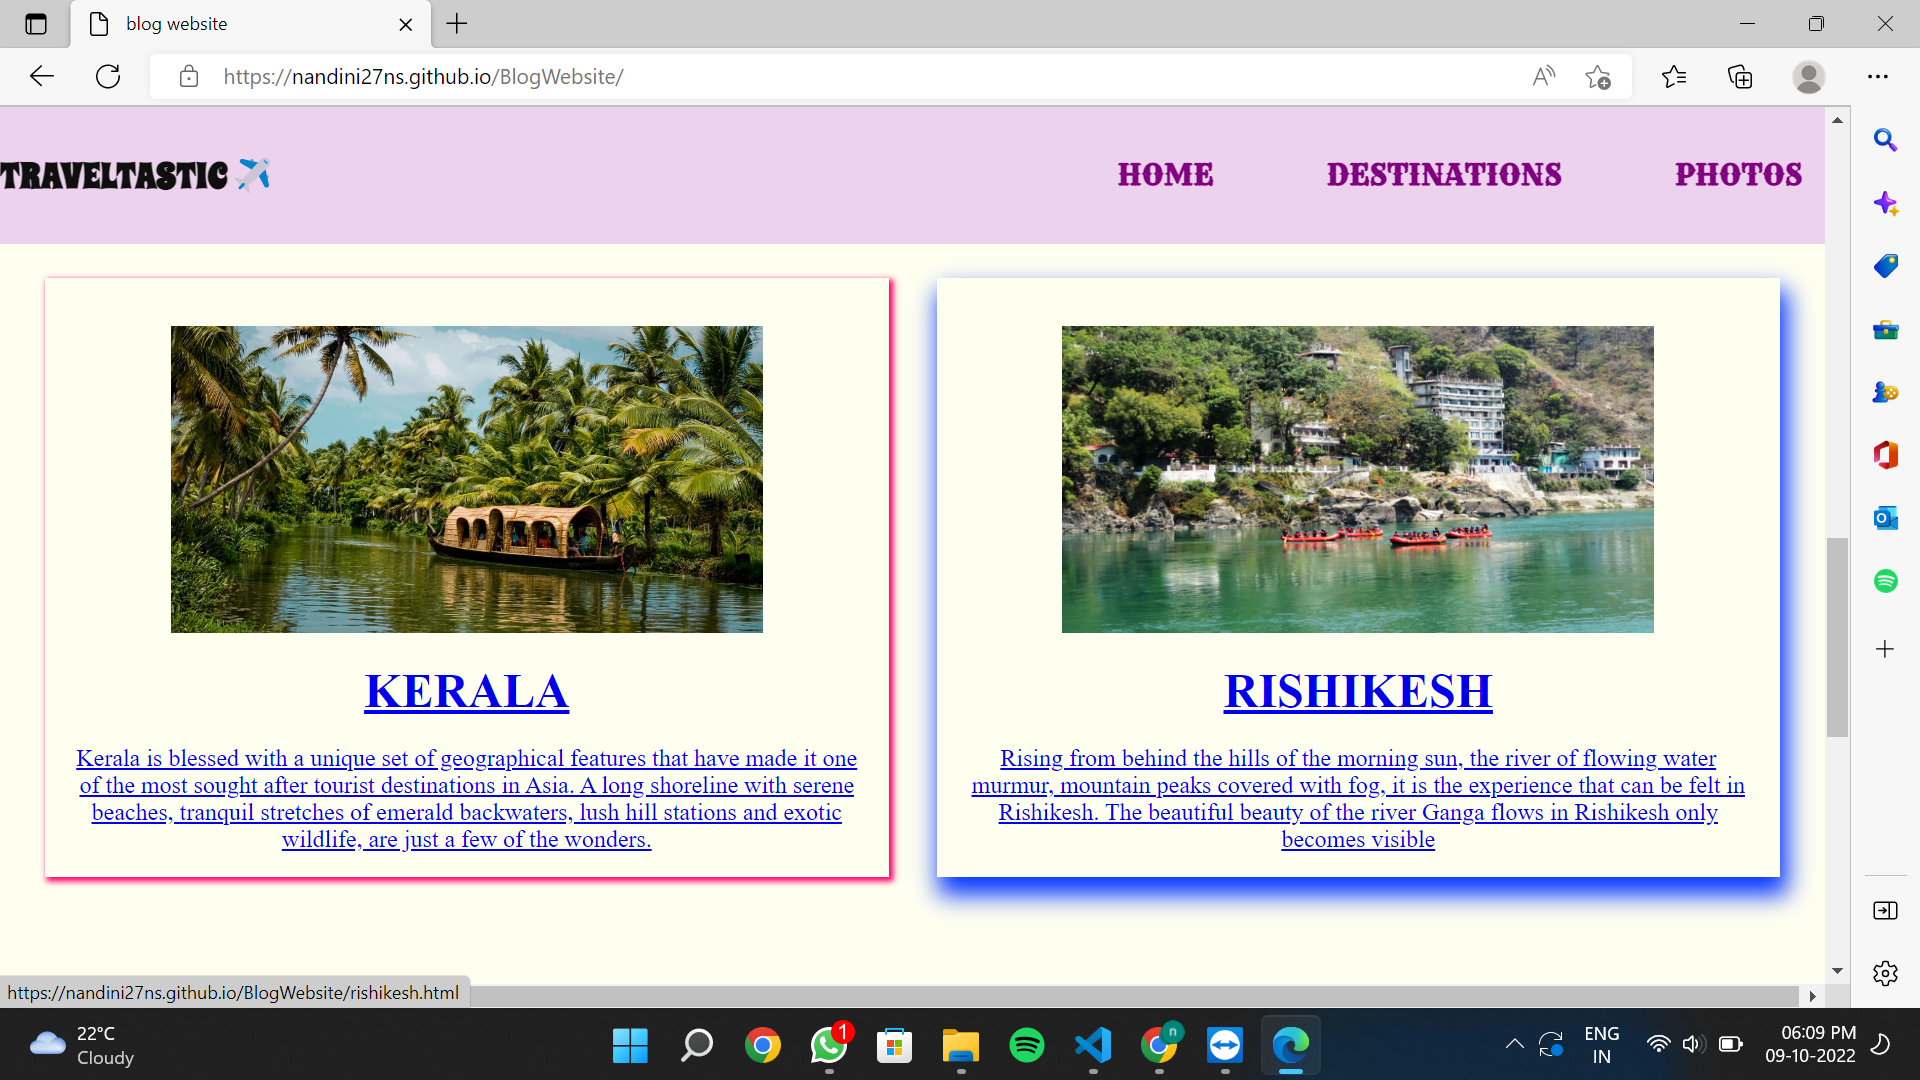 blog website
https://nandini27ns.github.io/BlogWebsite/
TRAVELTASTIC ✈️
HOME
DESTINATIONS
PHOTOS
KERALA
Kerala is blessed with a unique set of geographical features that have made it one
of the most sought after tourist destinations in Asia. A long shoreline with serene
beaches, tranquil stretches of emerald backwaters, lush hill stations and exotic
wildlife, are just a few of the wonders.
RISHIKESH
Rising from behind the hills of the morning sun, the river of flowing water
murmur, mountain peaks covered with fog, it is the experience that can be felt in
Rishikesh. The beautiful beauty of the river Ganga flows in Rishikesh only
becomes visible
https://nandini27ns.github.io/BlogWebsite/rishikesh.html
22°C
Cloudy
1
n
ENG
IN
06:09 PM
09-10-2022